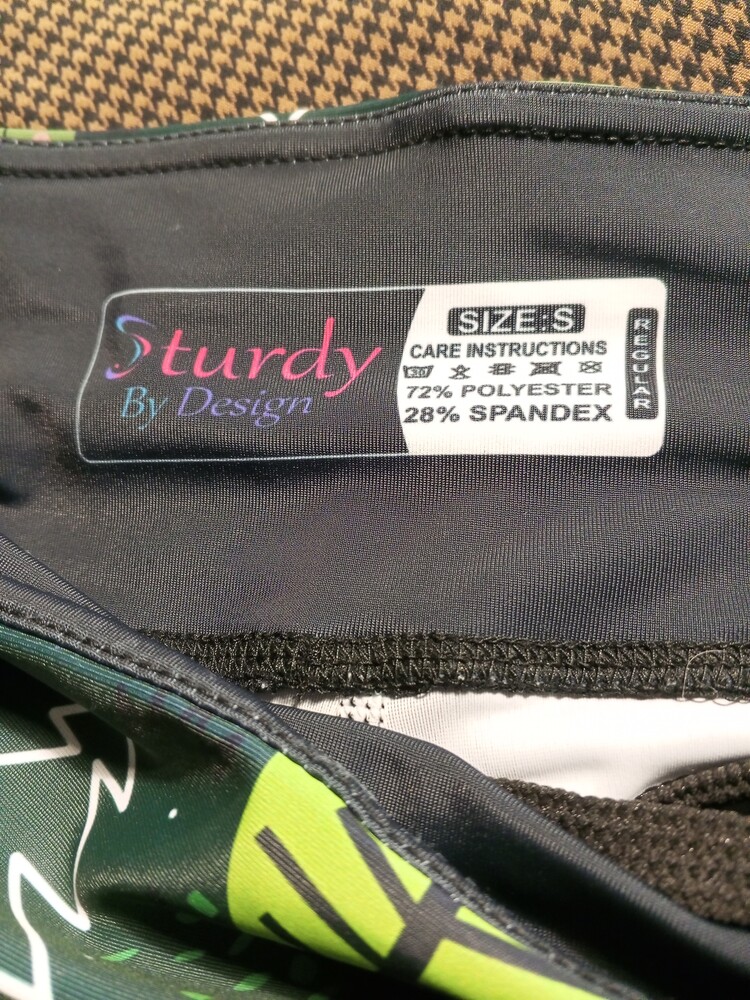 Sturdy
By Design
SIZE:S
CARE INSTRUCTIONS
72% POLYESTER
28% SPANDEX
REGULAR